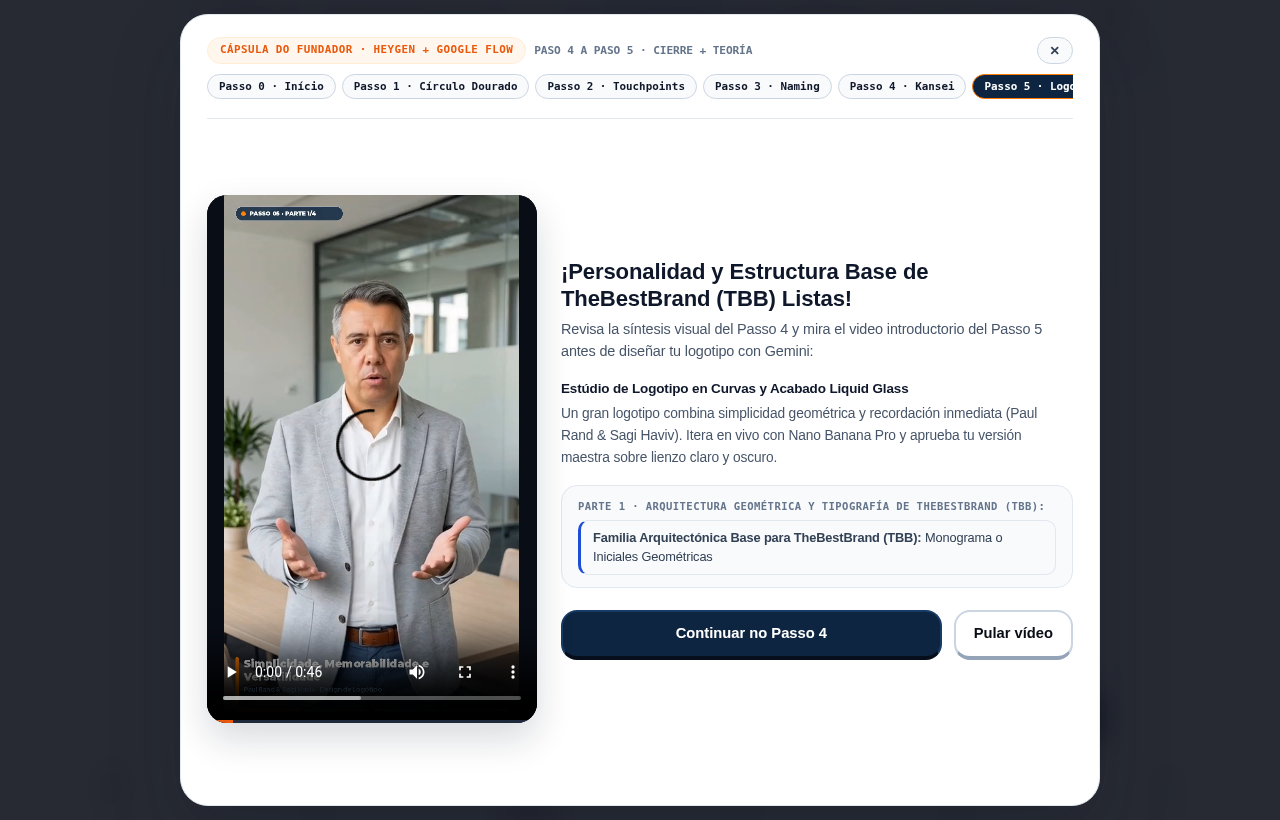 CÁPSULA DO FUNDADOR · HEYGEN + GOOGLE FLOW
PASO 4 A PASO 5 · CIERRE + TEORÍA
✕
Passo 0 · Início
Passo 1 · Círculo Dourado
Passo 2 · Touchpoints
Passo 3 · Naming
Passo 4 · Kansei
Passo 5 · Logo
PASSO 05 · PARTE 1/4
Simplicidade, Memorabilidade e
Versatilidade
0:00 / 0:46
¡Personalidad y Estructura Base de
TheBestBrand (TBB) Listas!
Revisa la síntesis visual del Passo 4 y mira el video introductorio del Passo 5
antes de diseñar tu logotipo con Gemini:
Estúdio de Logotipo en Curvas y Acabado Liquid Glass
Un gran logotipo combina simplicidad geométrica y recordación inmediata (Paul
Rand & Sagi Haviv). Itera en vivo con Nano Banana Pro y aprueba tu versión
maestra sobre lienzo claro y oscuro.
PARTE 1 · ARQUITECTURA GEOMÉTRICA Y TIPOGRAFÍA DE THEBESTBRAND (TBB):
Familia Arquitectónica Base para TheBestBrand (TBB): Monograma o
Iniciales Geométricas
Continuar no Passo 4
Pular vídeo